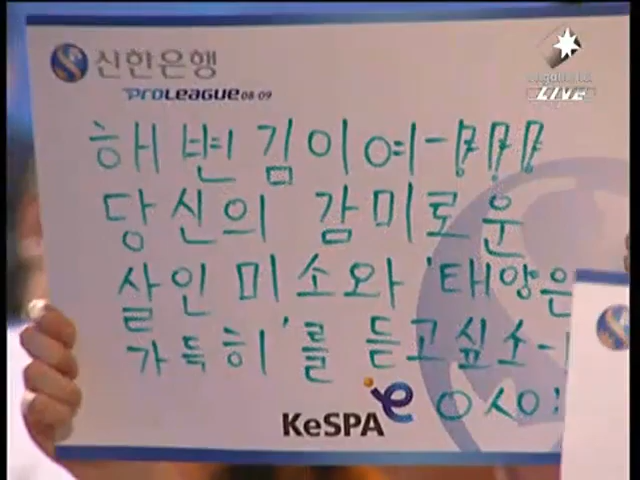 신한은행
PROLEAGUE 08-09
LIVE
해변김이여-!!!
당신의 감미로운
살인미소와 '태양은
가득히'를 듣고싶소-
KeSPA e